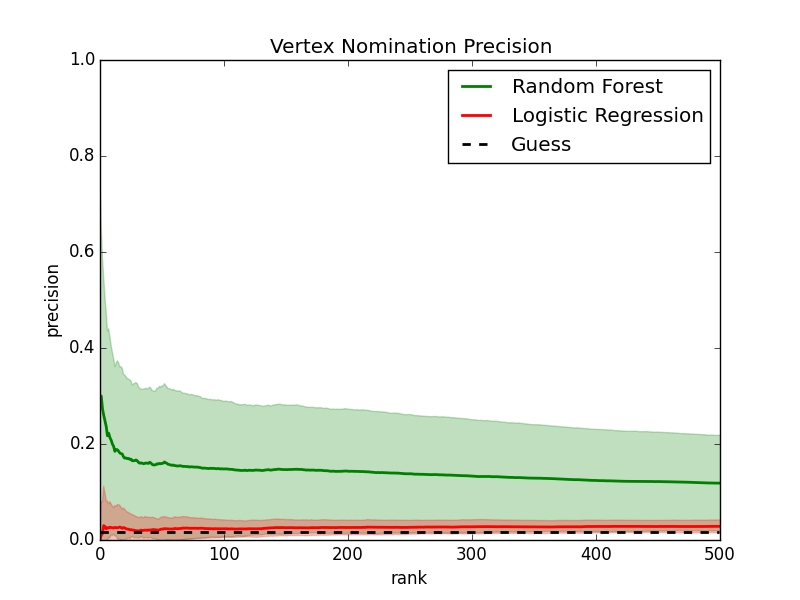 Vertex Nomination Precision
1.0
0.8
0.6
0.4
0.2
0.0
precision
Random Forest
Logistic Regression
Guess
0
100
200
300
400
500
rank